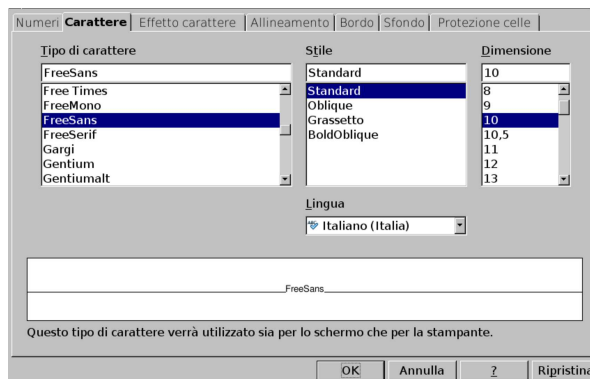 Numeri Carattere Effetto carattere Allineamento Bordo Sfondo Protezione celle
Tipo di carattere Stile Dimensione
FreeSans Standard 10
Free Times Standard 8
FreeMono Oblique 9
FreeSans Grassetto 10
FreeSerif BoldOblique 10,5
Gargi 11
Gentium 12
Gentiumalt 13
Lingua
Italiano (Italia)
FreeSans
Questo tipo di carattere verrà utilizzato sia per lo schermo che per la stampante.
OK Annulla ? Ripristina